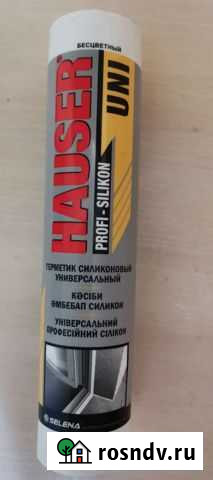 БЕСЦВЕТНЫЙ
HAUSER®
PROFI - SILIKON
UNI
ГЕРМЕТИК СИЛИКОНОВЫЙ
УНИВЕРСАЛЬНЫЙ
КӘСІБИ
ӘМБЕБАП СИЛИКОН
УНІВЕРСАЛЬНИЙ
ПРОФЕСІЙНИЙ СІЛІКОН
SELENA
rosndv.ru